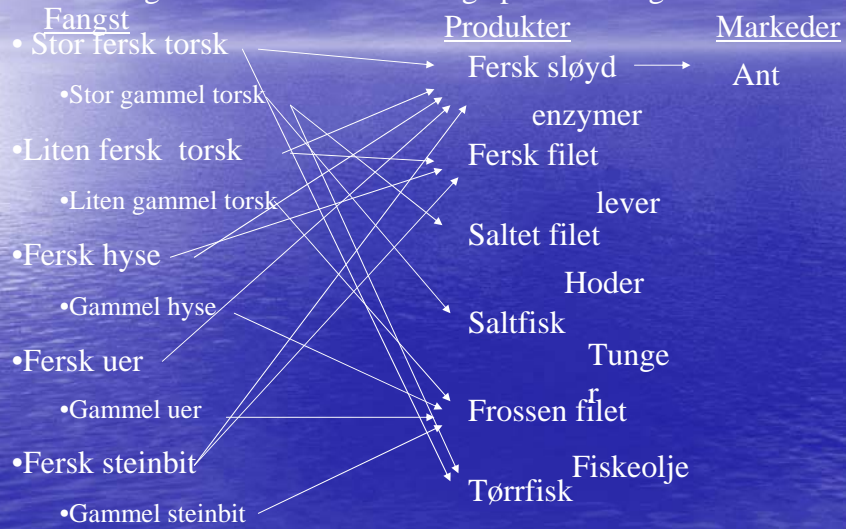 Fangst
• Stor fersk torsk
•Stor gammel torsk
•Liten fersk torsk
•Liten gammel torsk
•Fersk hyse
•Gammel hyse
•Fersk uer
•Gammel uer
•Fersk steinbit
•Gammel steinbit
Produkter
Fersk sløyd
enzymer
Fersk filet
lever
Saltet filet
Hoder
Saltfisk
Tunge
r
Frossen filet
Fiskeolje
Tørrfisk
Markeder
Ant